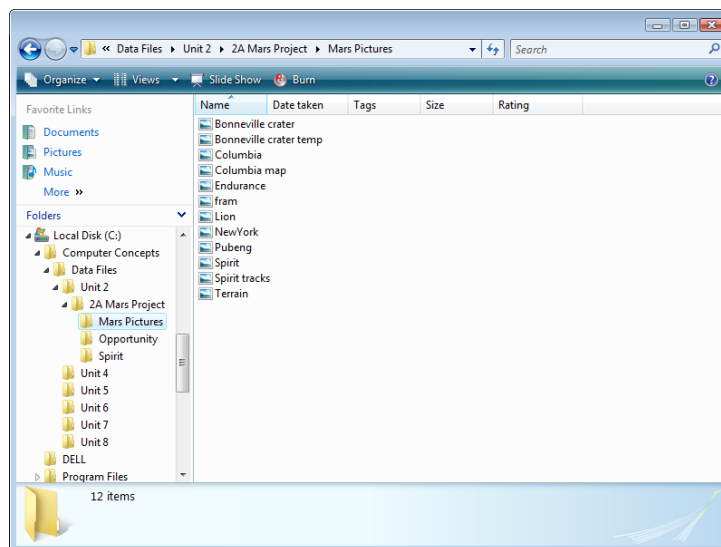 « Data Files ▸ Unit 2 ▸ 2A Mars Project ▸ Mars Pictures Search
Organize Views Slide Show Burn
Favorite Links
Documents
Pictures
Music
More »
Folders
Local Disk (C:)
Computer Concepts
Data Files
Unit 2
2A Mars Project
Mars Pictures
Opportunity
Spirit
Unit 4
Unit 5
Unit 6
Unit 7
Unit 8
DELL
Program Files
Name Date taken Tags Size Rating
Bonneville crater
Bonneville crater temp
Columbia
Columbia map
Endurance
fram
Lion
NewYork
Pubeng
Spirit
Spirit tracks
Terrain
12 items